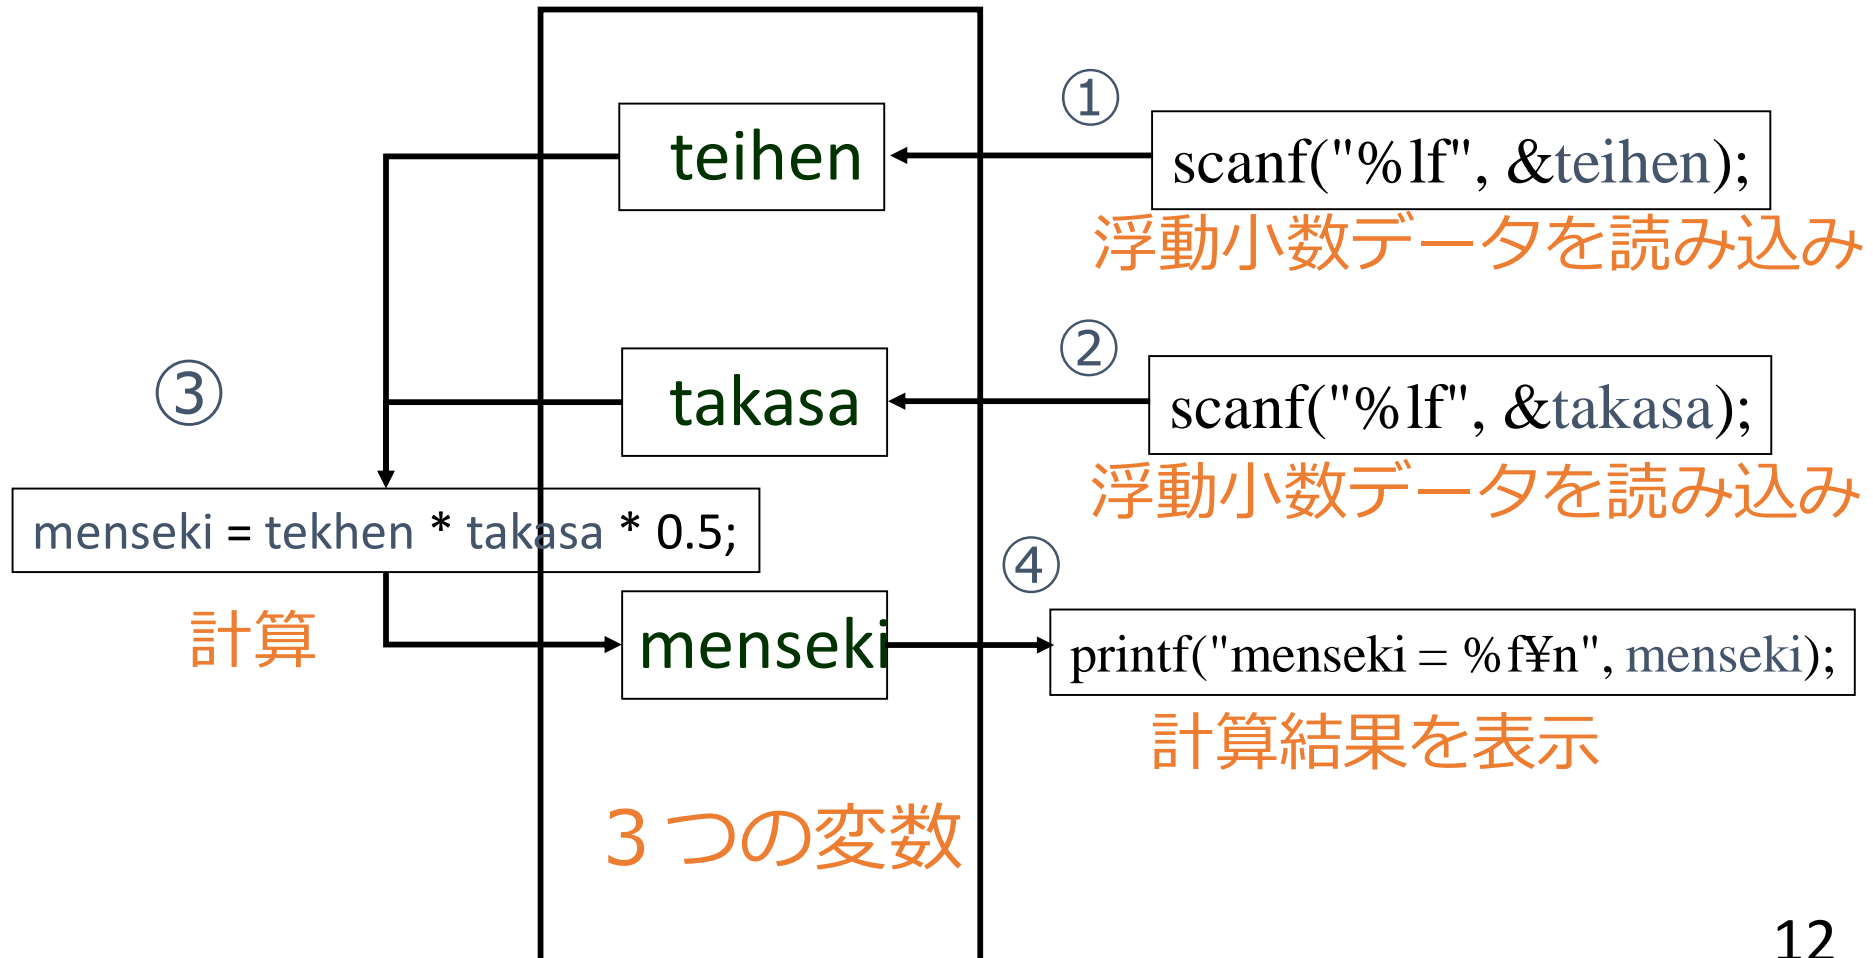 ①
teihen
scanf("%lf", &teihen);
浮動小数データを読み込み
②
takasa
scanf("%lf", &takasa);
浮動小数データを読み込み
③
menseki = tekhen * takasa * 0.5;
計算
④
menseki
printf("menseki = %f¥n", menseki);
計算結果を表示
3つの変数
12